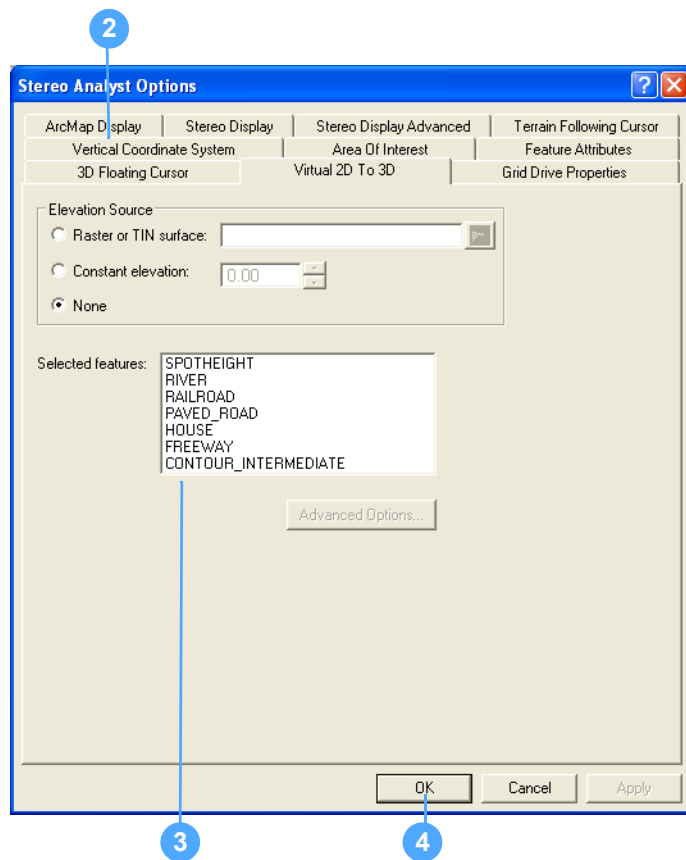 2
Stereo Analyst Options
ArcMap Display Stereo Display Stereo Display Advanced Terrain Following Cursor
Vertical Coordinate System Area Of Interest Feature Attributes
3D Floating Cursor Virtual 2D To 3D Grid Drive Properties
Elevation Source
Raster or TIN surface:
Constant elevation: 0.00
None
Selected features: SPOTHEIGHT
RIVER
RAILROAD
PAVED_ROAD
HOUSE
FREEWAY
CONTOUR_INTERMEDIATE
Advanced Options...
OK Cancel Apply
3 4